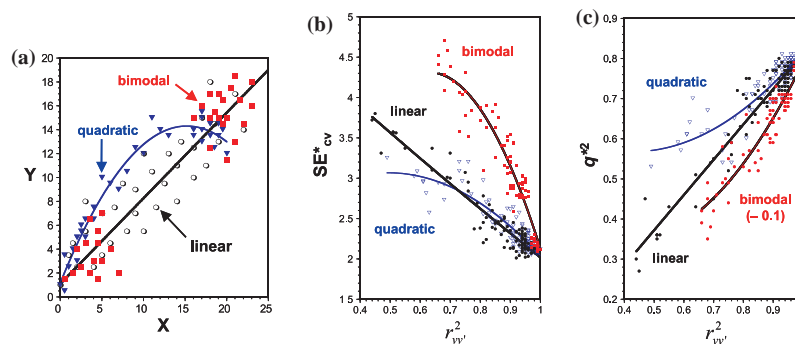 (a)
20
18
16
14
12
10
8
6
4
2
0
Y
0 5 10 15 20 25
X
bimodal
quadratic
linear
(b)
5
4.5
4
3.5
3
2.5
2
1.5
SE*cv
0.4 0.5 0.6 0.7 0.8 0.9 1
r²yy'
bimodal
linear
quadratic
(c)
0.9
0.8
0.7
0.6
0.5
0.4
0.3
0.2
q*2
0.4 0.5 0.6 0.7 0.8 0.9
r²yy'
quadratic
bimodal
(– 0.1)
linear